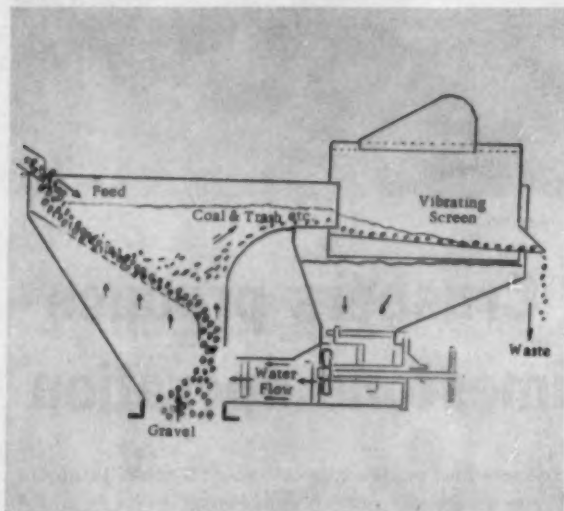 Feed
Coal & Trash etc.
Vibrating
Screen
Waste
Water
Flow
Gravel